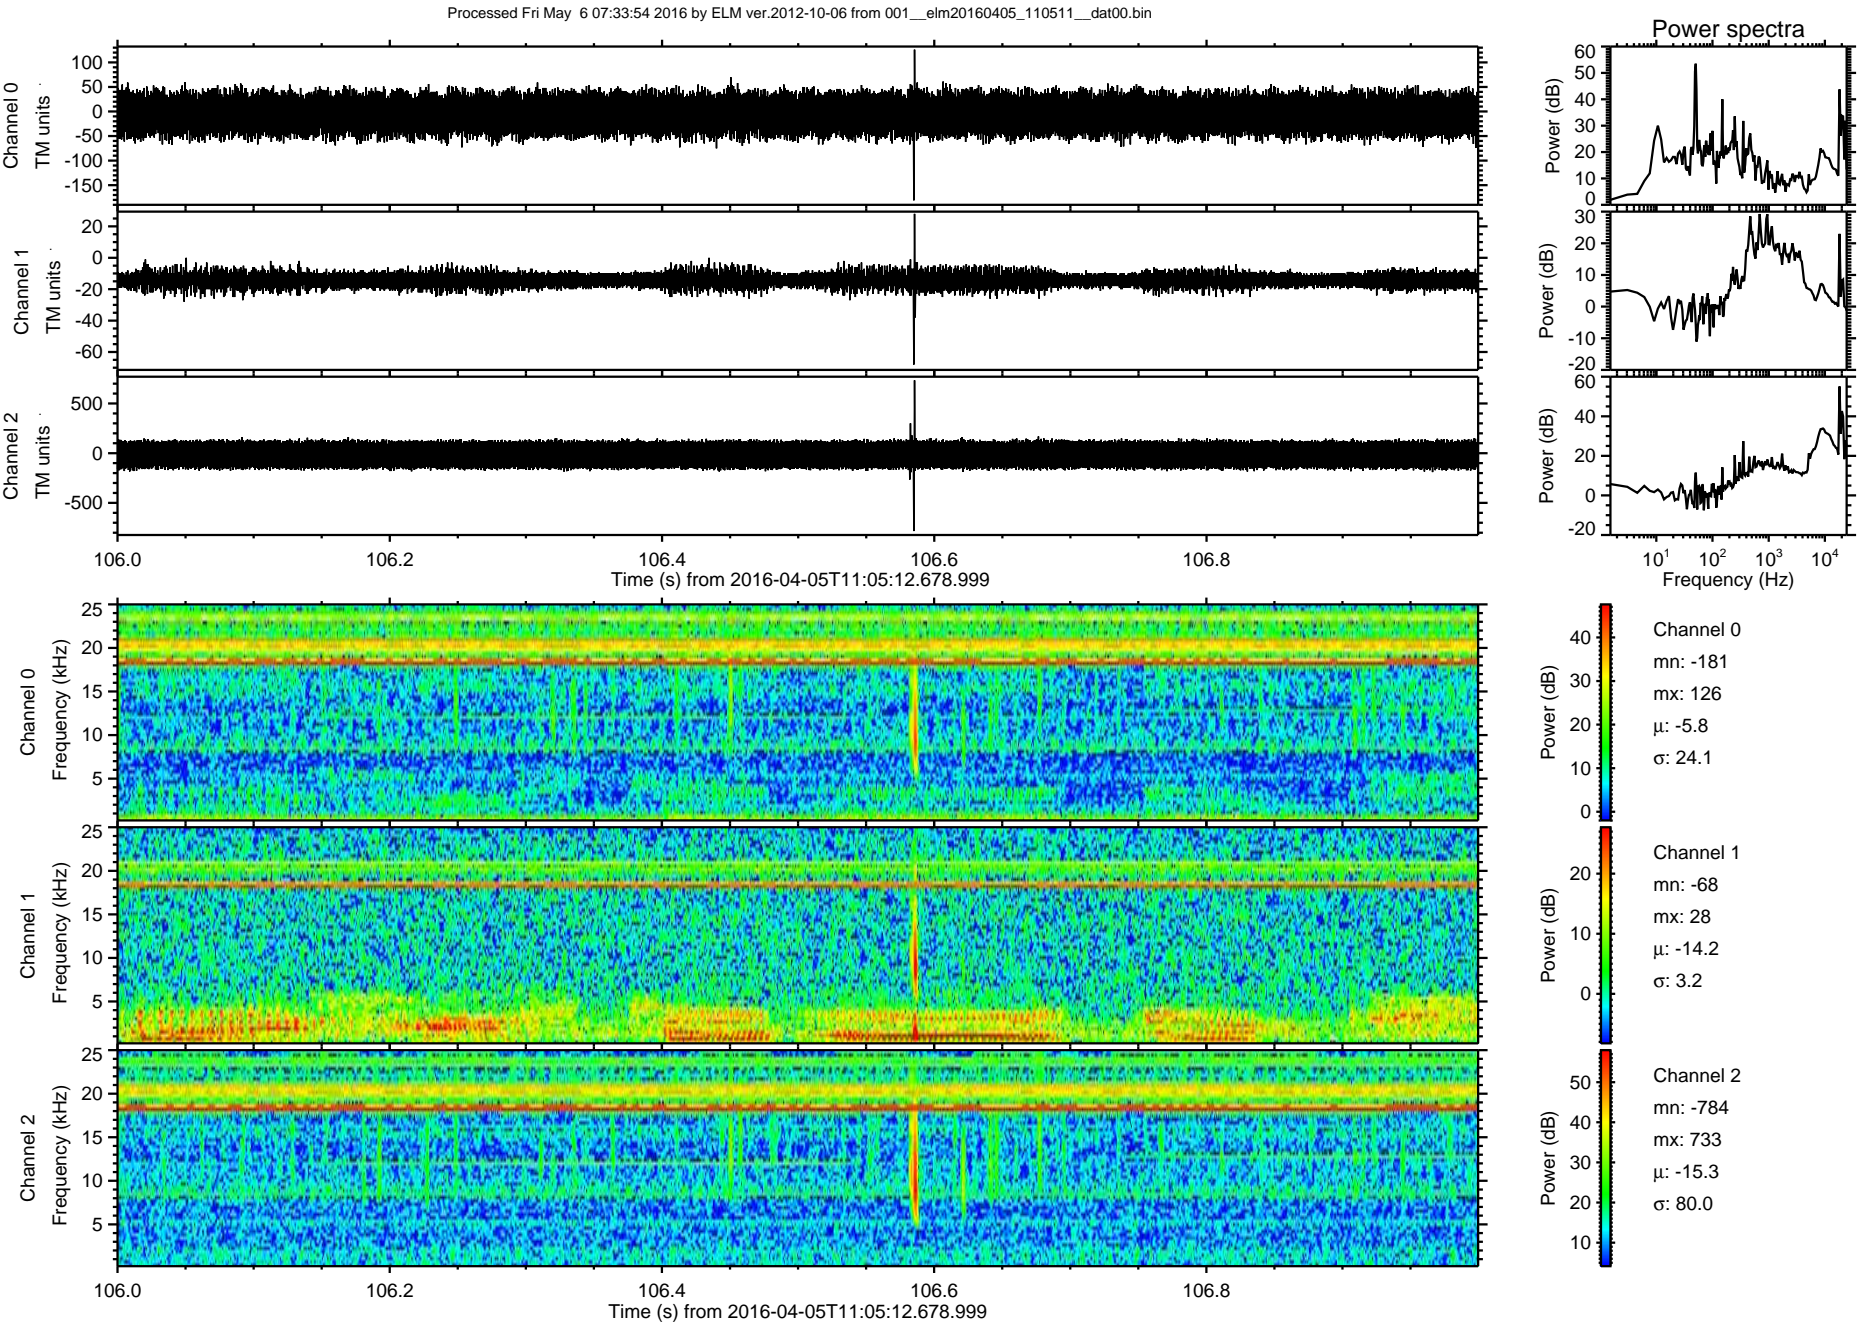 Processed Fri May  6 07:33:54 2016 by ELM ver.2012-10-06 from 001__elm20160405_110511__dat00.bin
Power spectra
Channel 0
TM units
100
50
0
-50
-100
-150
Power (dB)
60
50
40
30
20
10
0
Channel 1
TM units
20
0
-20
-40
-60
Power (dB)
30
20
10
0
-10
-20
Channel 2
TM units
500
0
-500
Power (dB)
60
40
20
0
-20
106.0 106.2 106.4 106.6 106.8
Time (s) from 2016-04-05T11:05:12.678.999
10¹ 10² 10³ 10⁴
Frequency (Hz)
Channel 0
Frequency (kHz)
25
20
15
10
5
Power (dB)
40
30
20
10
0
Channel 0
mn: -181
mx: 126
µ: -5.8
σ: 24.1
Channel 1
Frequency (kHz)
25
20
15
10
5
Power (dB)
20
10
0
Channel 1
mn: -68
mx: 28
µ: -14.2
σ: 3.2
Channel 2
Frequency (kHz)
25
20
15
10
5
Power (dB)
50
40
30
20
10
Channel 2
mn: -784
mx: 733
µ: -15.3
σ: 80.0
106.0 106.2 106.4 106.6 106.8
Time (s) from 2016-04-05T11:05:12.678.999